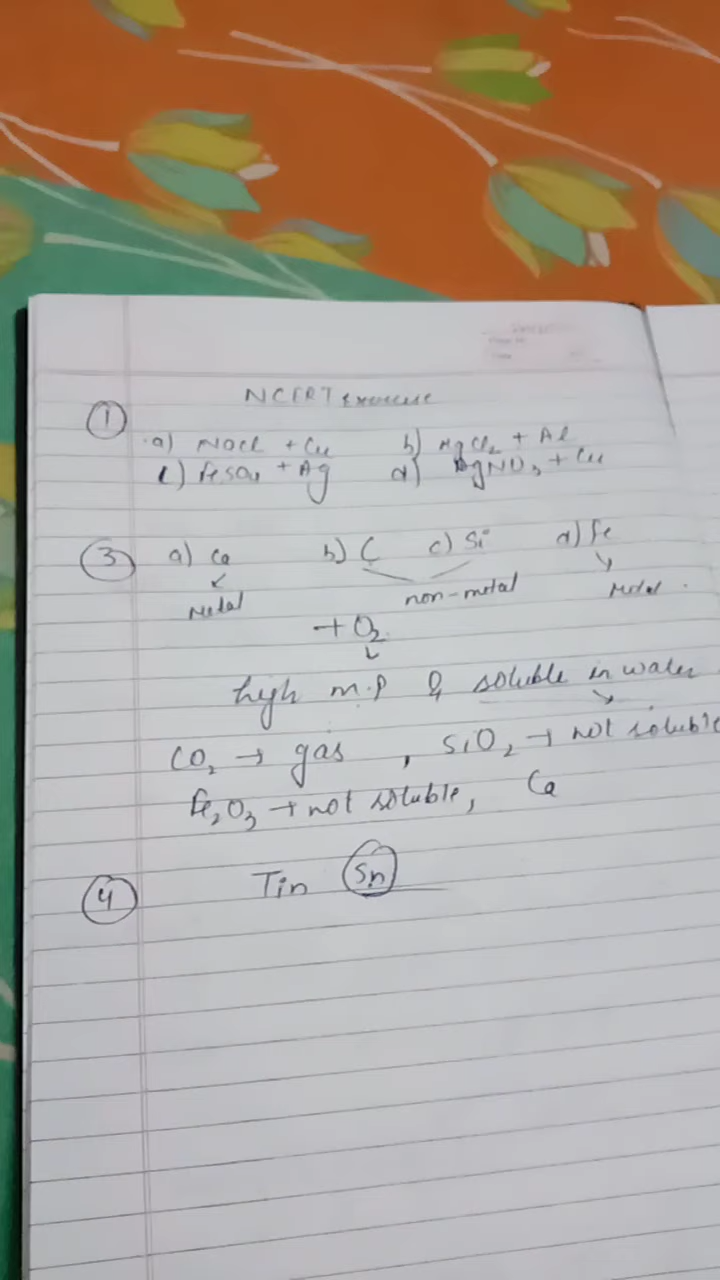 NCERT Exercise
① a) NaCl + Cu b) MgCl₂ + Al
c) FeSO₄ + Ag d) AgNO₃ + Cu
③ a) Ca b) C c) Si d) Fe
Metal non-metal Metal
+ O₂
high m.p & soluble in water
CO₂ → gas , SiO₂ → not soluble
Fe₂O₃ → not soluble, Ca
④ Tin Sn